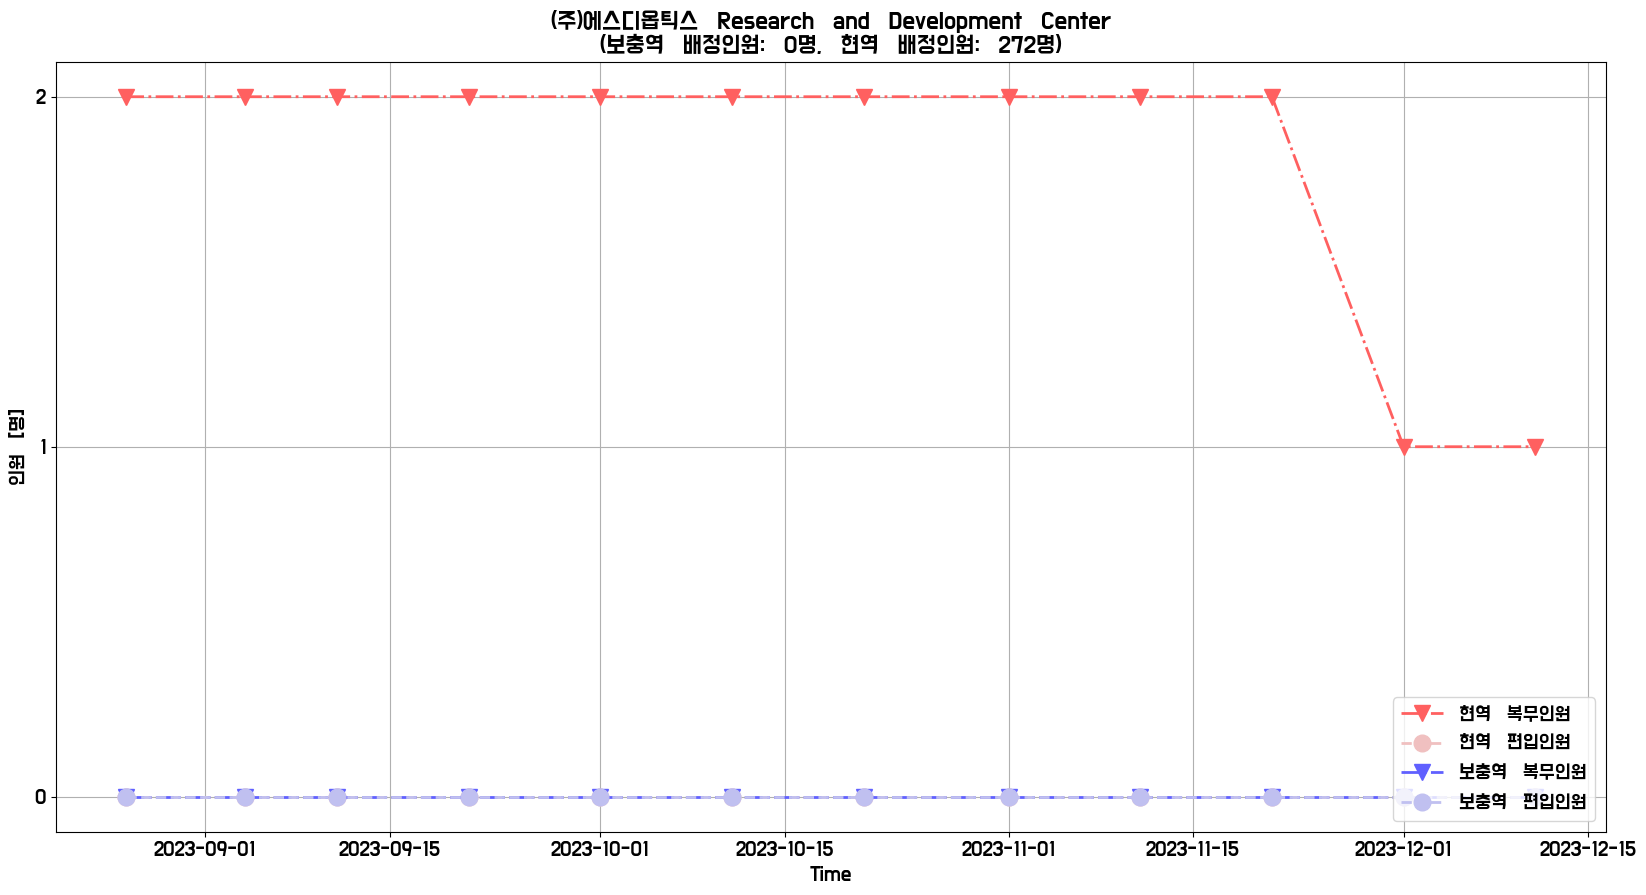 (주)에스디옵틱스 Research and Development Center
(보충역 배정인원: 0명, 현역 배정인원: 272명)
인원 [명]
2
1
0
현역 복무인원
현역 편입인원
보충역 복무인원
보충역 편입인원
2023-09-01 2023-09-15 2023-10-01 2023-10-15 2023-11-01 2023-11-15 2023-12-01 2023-12-15
Time